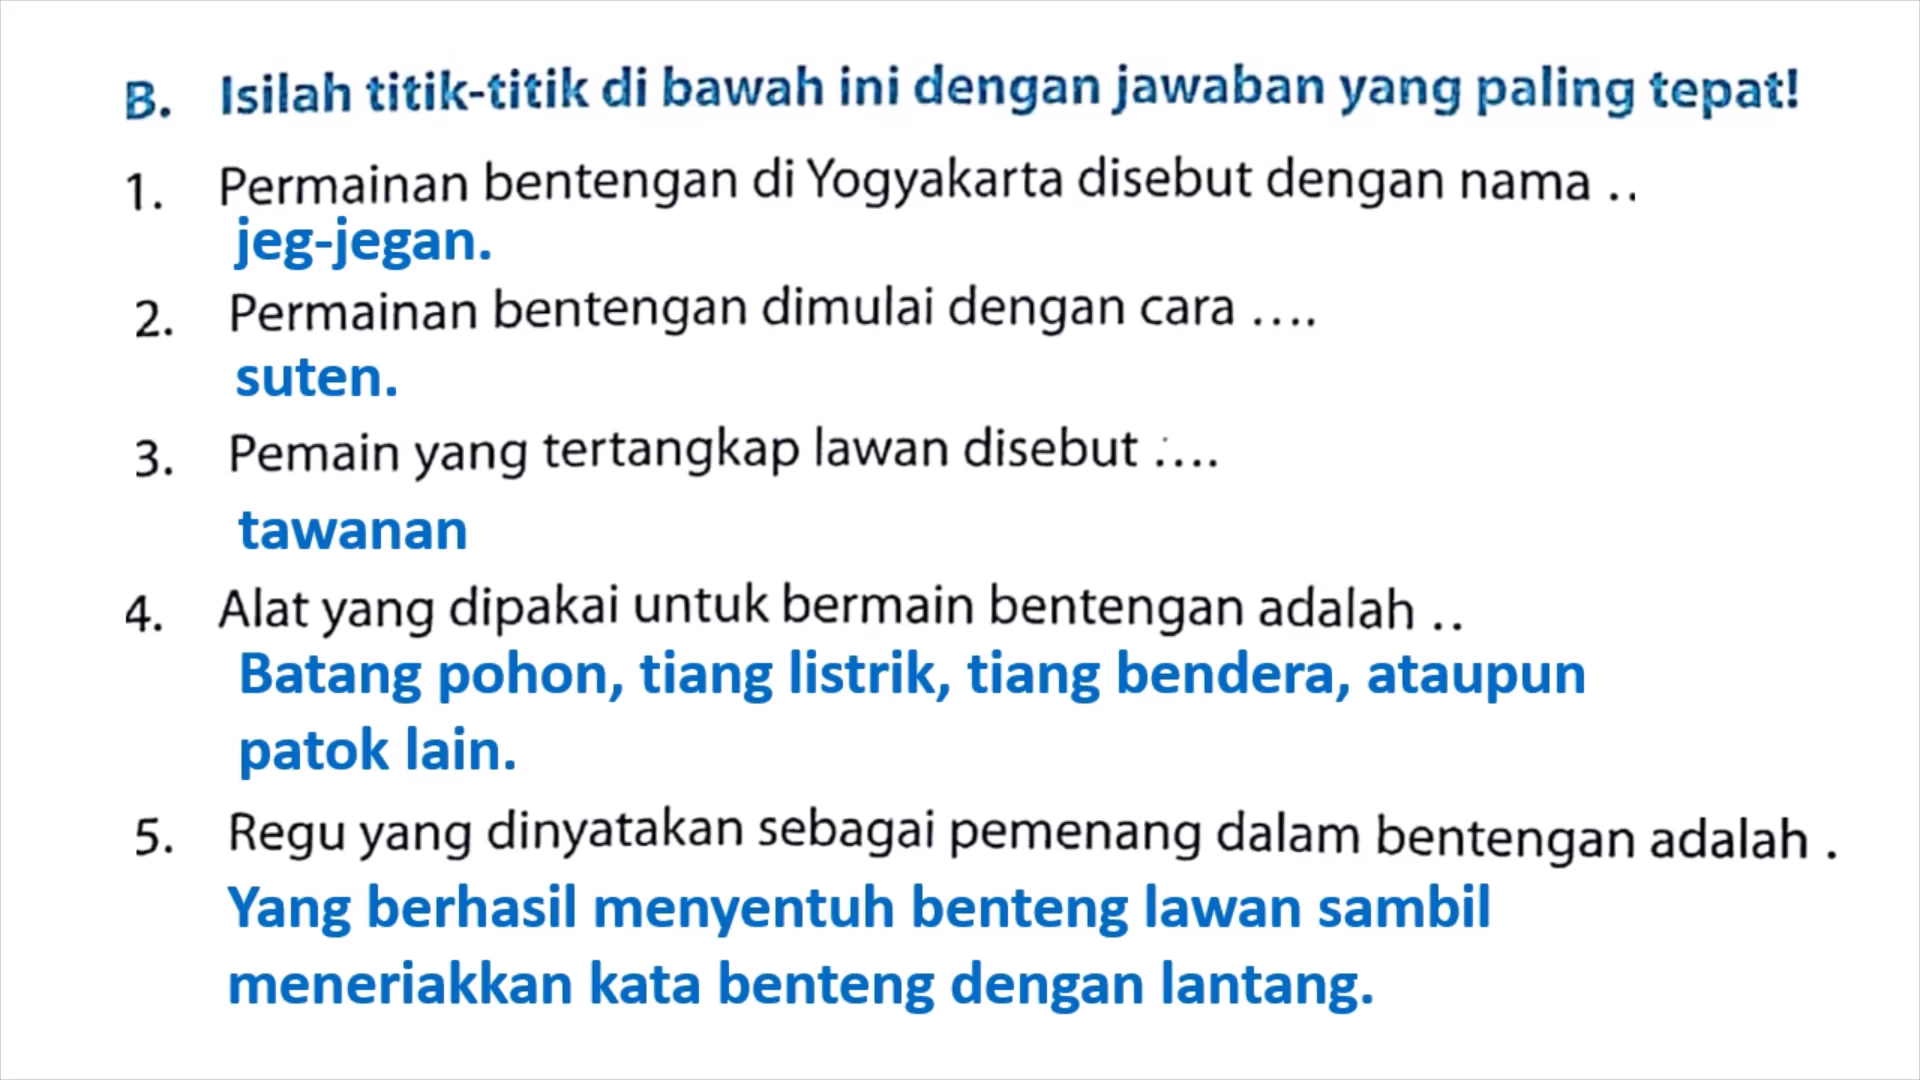 B. Isilah titik-titik di bawah ini dengan jawaban yang paling tepat!
1. Permainan bentengan di Yogyakarta disebut dengan nama ..
jeg-jegan.
2. Permainan bentengan dimulai dengan cara ....
suten.
3. Pemain yang tertangkap lawan disebut ....
tawanan
4. Alat yang dipakai untuk bermain bentengan adalah ..
Batang pohon, tiang listrik, tiang bendera, ataupun
patok lain.
5. Regu yang dinyatakan sebagai pemenang dalam bentengan adalah .
Yang berhasil menyentuh benteng lawan sambil
meneriakkan kata benteng dengan lantang.